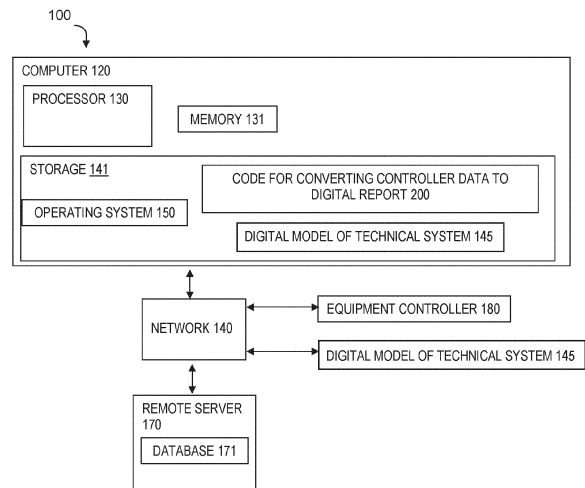 100
COMPUTER 120
PROCESSOR 130
MEMORY 131
STORAGE 141
CODE FOR CONVERTING CONTROLLER DATA TO
DIGITAL REPORT 200
OPERATING SYSTEM 150
DIGITAL MODEL OF TECHNICAL SYSTEM 145
NETWORK 140
EQUIPMENT CONTROLLER 180
DIGITAL MODEL OF TECHNICAL SYSTEM 145
REMOTE SERVER
170
DATABASE 171